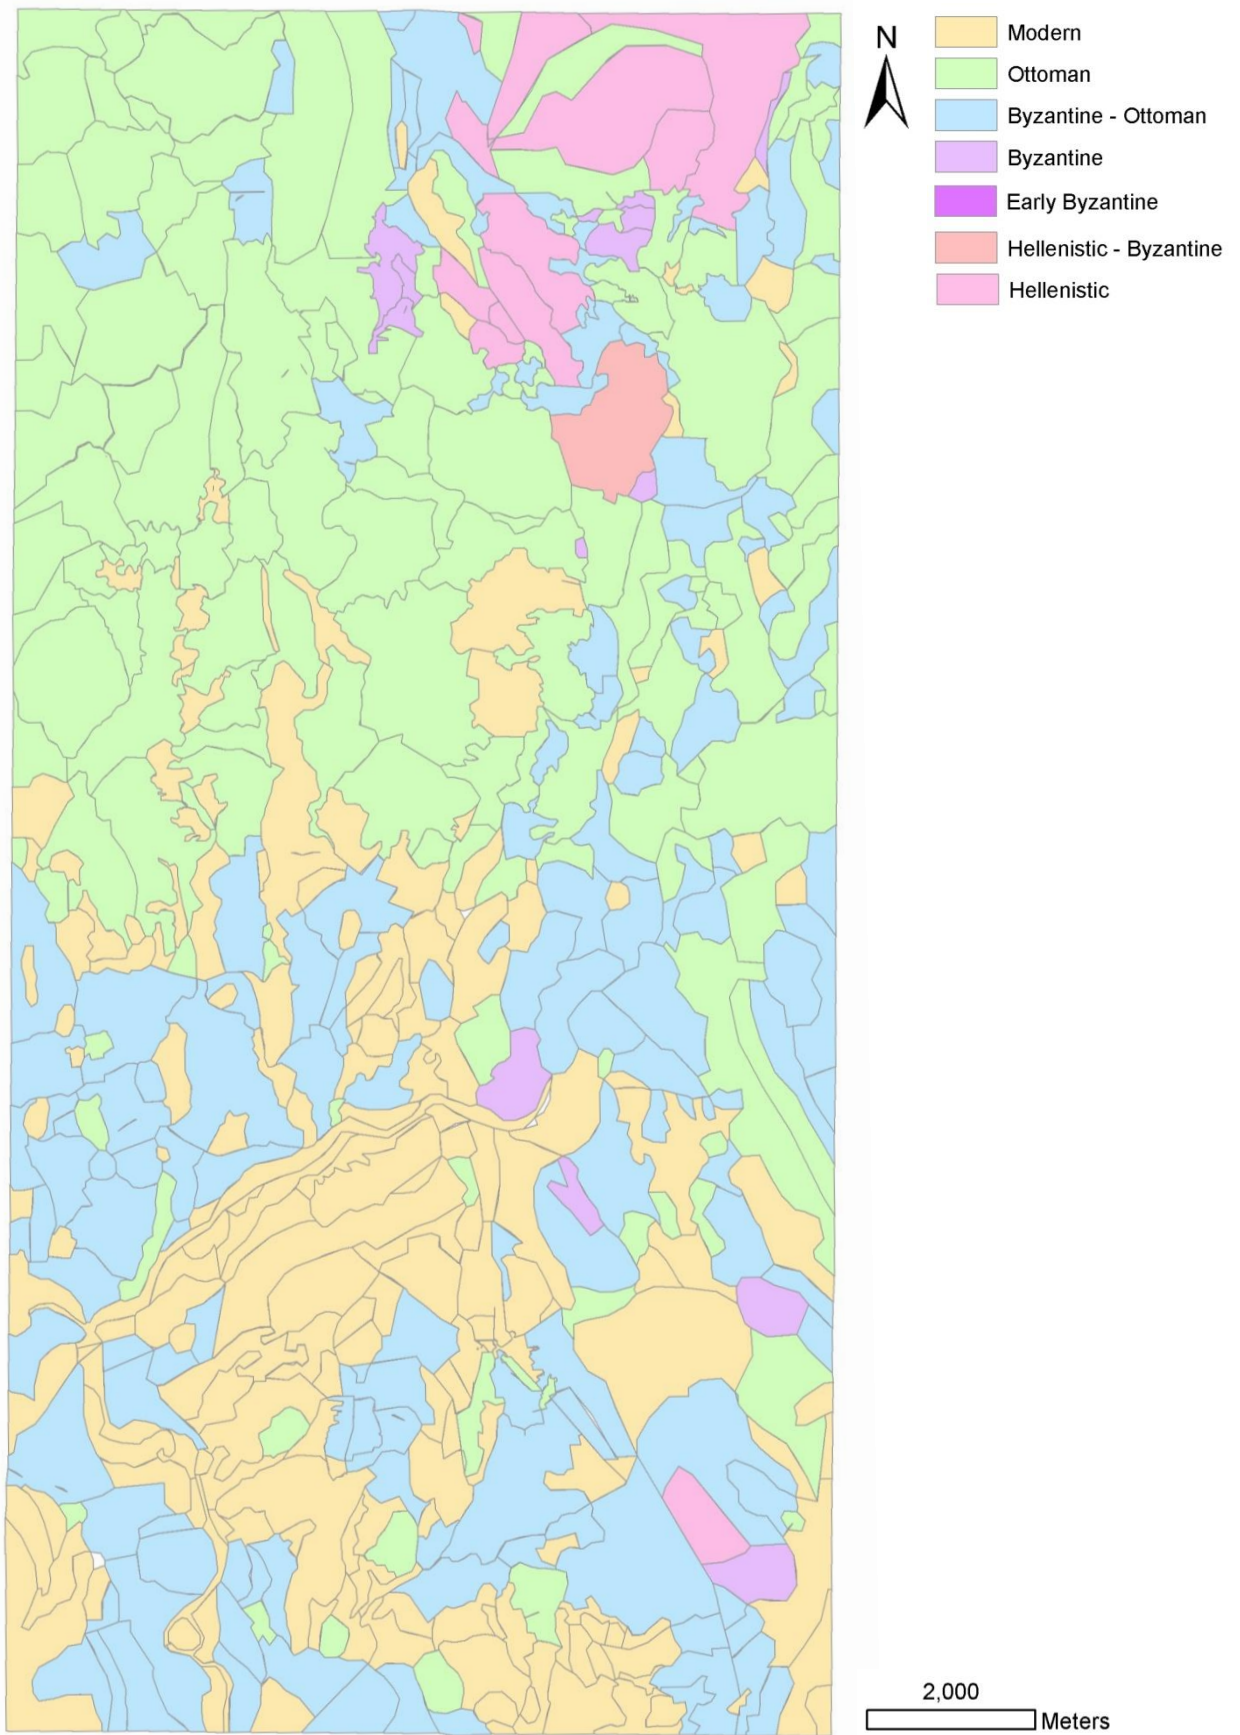 N
Modern
Ottoman
Byzantine - Ottoman
Byzantine
Early Byzantine
Hellenistic - Byzantine
Hellenistic
2,000
Meters